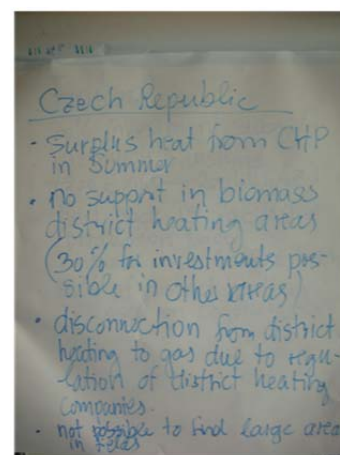 Czech Republic
- Surplus heat from CHP
in Summer
• no support in biomass
district heating areas
(30% for investments pos-
sible in other areas)
• disconnection from district
heating to gas due to regu-
lation of district heating
companies.
• not possible to find large area
in